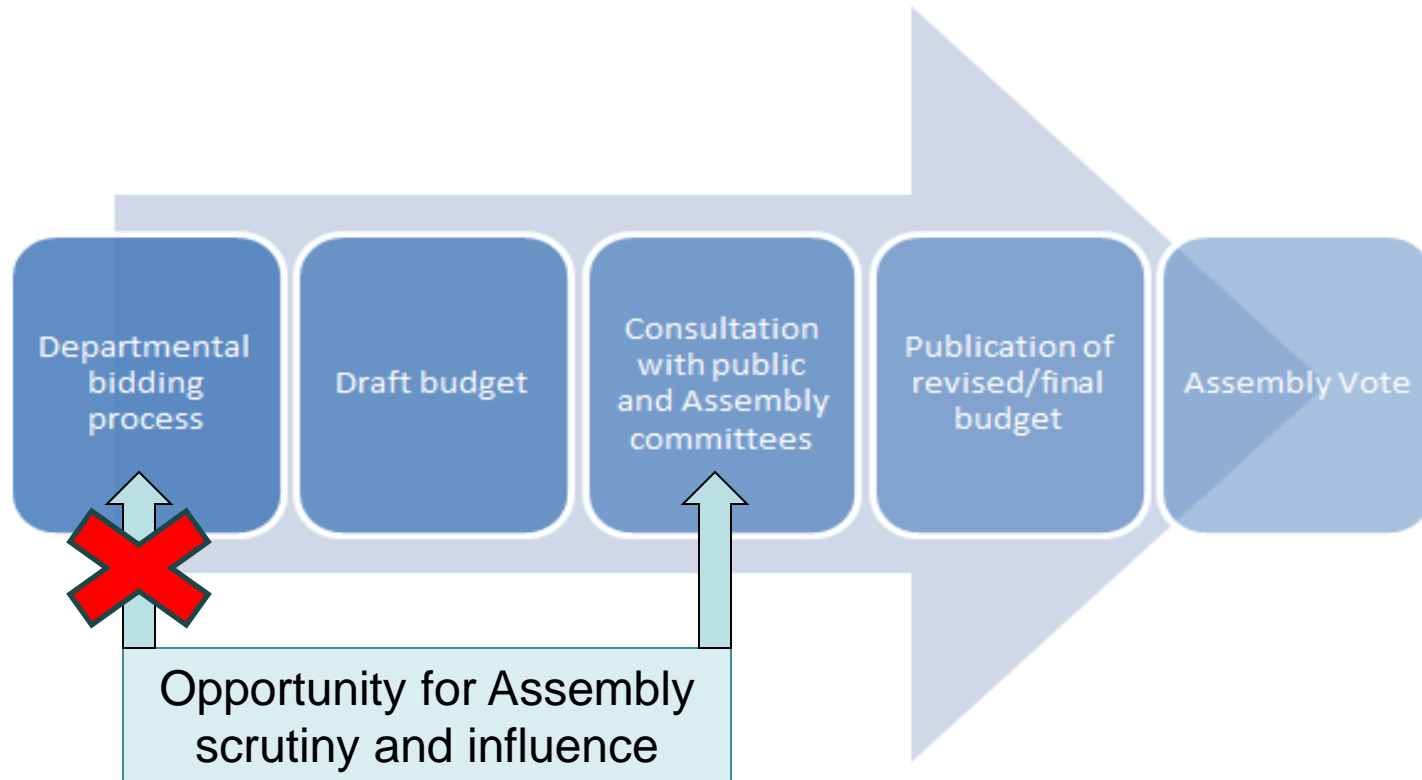 Departmental
bidding
process
Draft budget
Consultation
with public
and Assembly
committees
Publication of
revised/final
budget
Assembly Vote
Opportunity for Assembly
scrutiny and influence